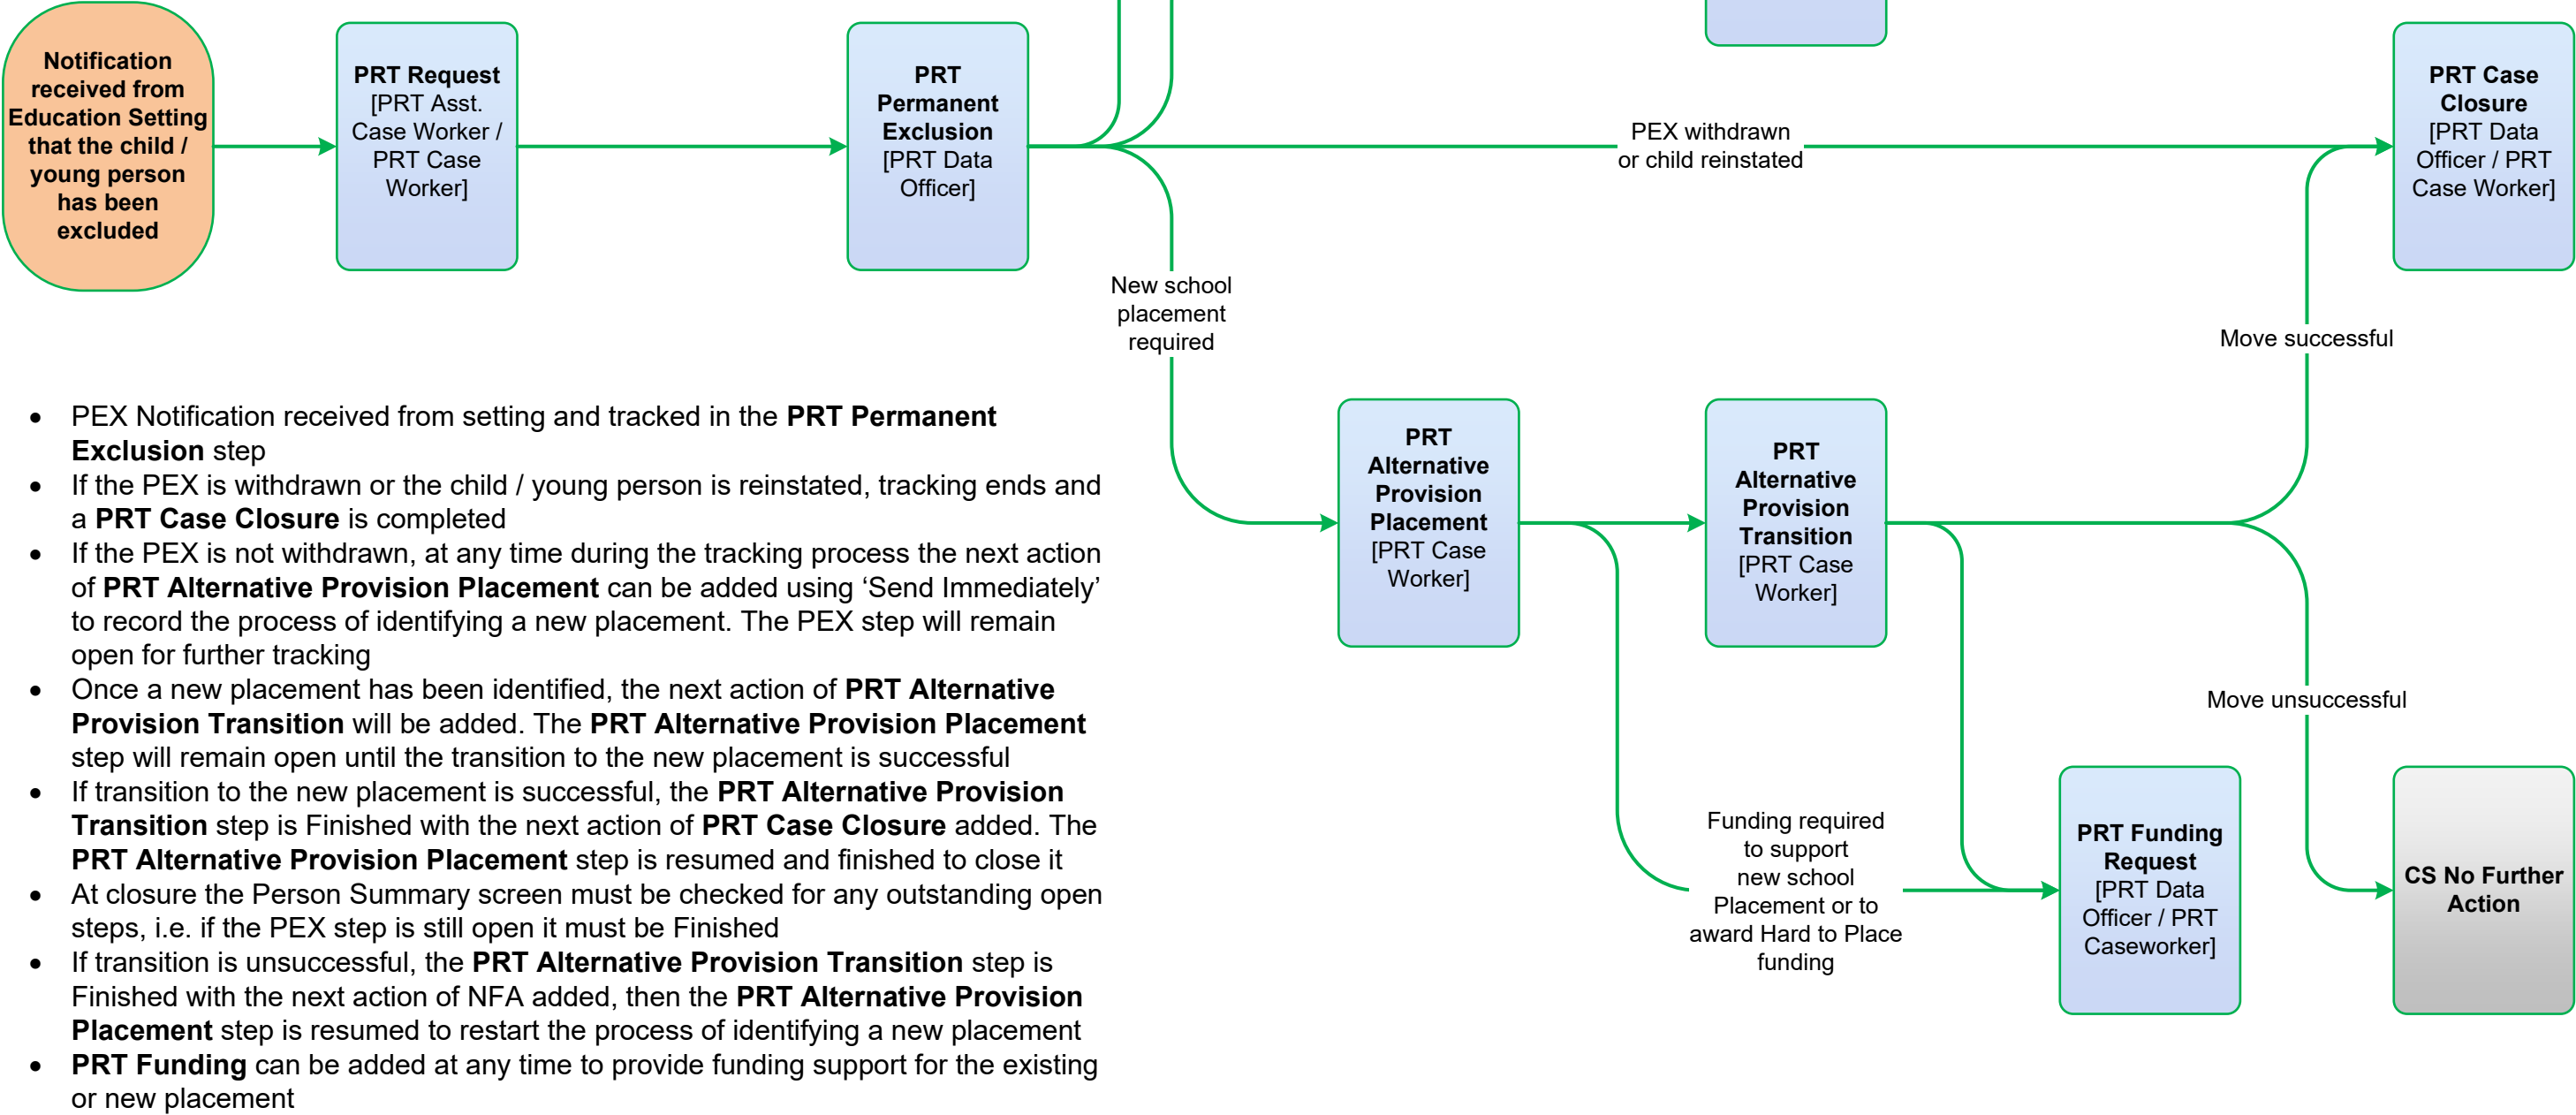 Notification
received from
Education Setting
that the child /
young person
has been
excluded
PRT Request
[PRT Asst.
Case Worker /
PRT Case
Worker]
PRT
Permanent
Exclusion
[PRT Data
Officer]
PEX withdrawn
or child reinstated
PRT Case
Closure
[PRT Data
Officer / PRT
Case Worker]
New school
placement
required
Move successful
PRT
Alternative
Provision
Placement
[PRT Case
Worker]
PRT
Alternative
Provision
Transition
[PRT Case
Worker]
Move unsuccessful
Funding required
to support
new school
Placement or to
award Hard to Place
funding
PRT Funding
Request
[PRT Data
Officer / PRT
Caseworker]
CS No Further
Action
• PEX Notification received from setting and tracked in the PRT Permanent
Exclusion step
• If the PEX is withdrawn or the child / young person is reinstated, tracking ends and
a PRT Case Closure is completed
• If the PEX is not withdrawn, at any time during the tracking process the next action
of PRT Alternative Provision Placement can be added using ‘Send Immediately’
to record the process of identifying a new placement. The PEX step will remain
open for further tracking
• Once a new placement has been identified, the next action of PRT Alternative
Provision Transition will be added. The PRT Alternative Provision Placement
step will remain open until the transition to the new placement is successful
• If transition to the new placement is successful, the PRT Alternative Provision
Transition step is Finished with the next action of PRT Case Closure added. The
PRT Alternative Provision Placement step is resumed and finished to close it
• At closure the Person Summary screen must be checked for any outstanding open
steps, i.e. if the PEX step is still open it must be Finished
• If transition is unsuccessful, the PRT Alternative Provision Transition step is
Finished with the next action of NFA added, then the PRT Alternative Provision
Placement step is resumed to restart the process of identifying a new placement
• PRT Funding can be added at any time to provide funding support for the existing
or new placement